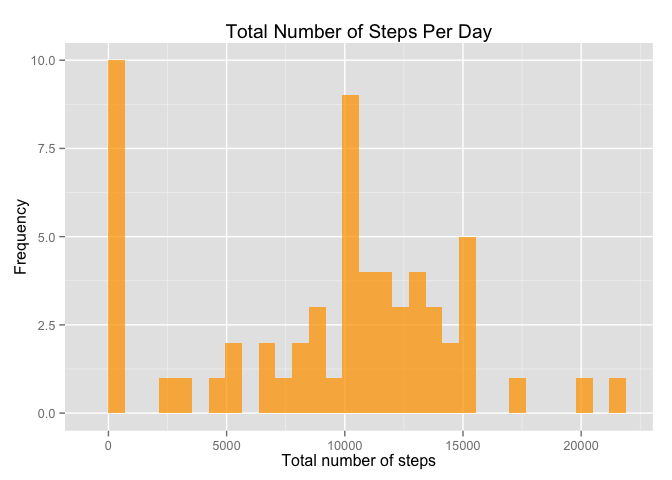 Total Number of Steps Per Day
Frequency
10.0
7.5
5.0
2.5
0.0
0 5000 10000 15000 20000
Total number of steps